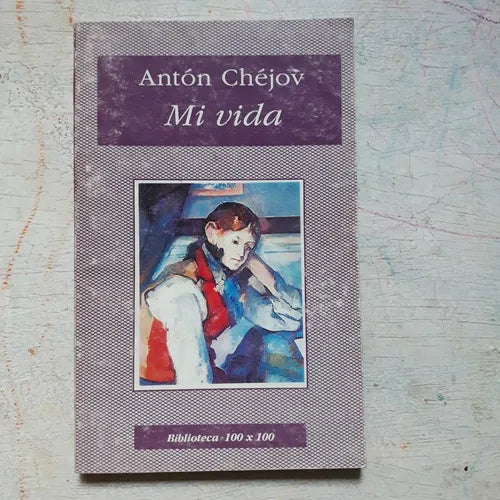 Antón Chéjov
Mi vida
Biblioteca · 100 x 100